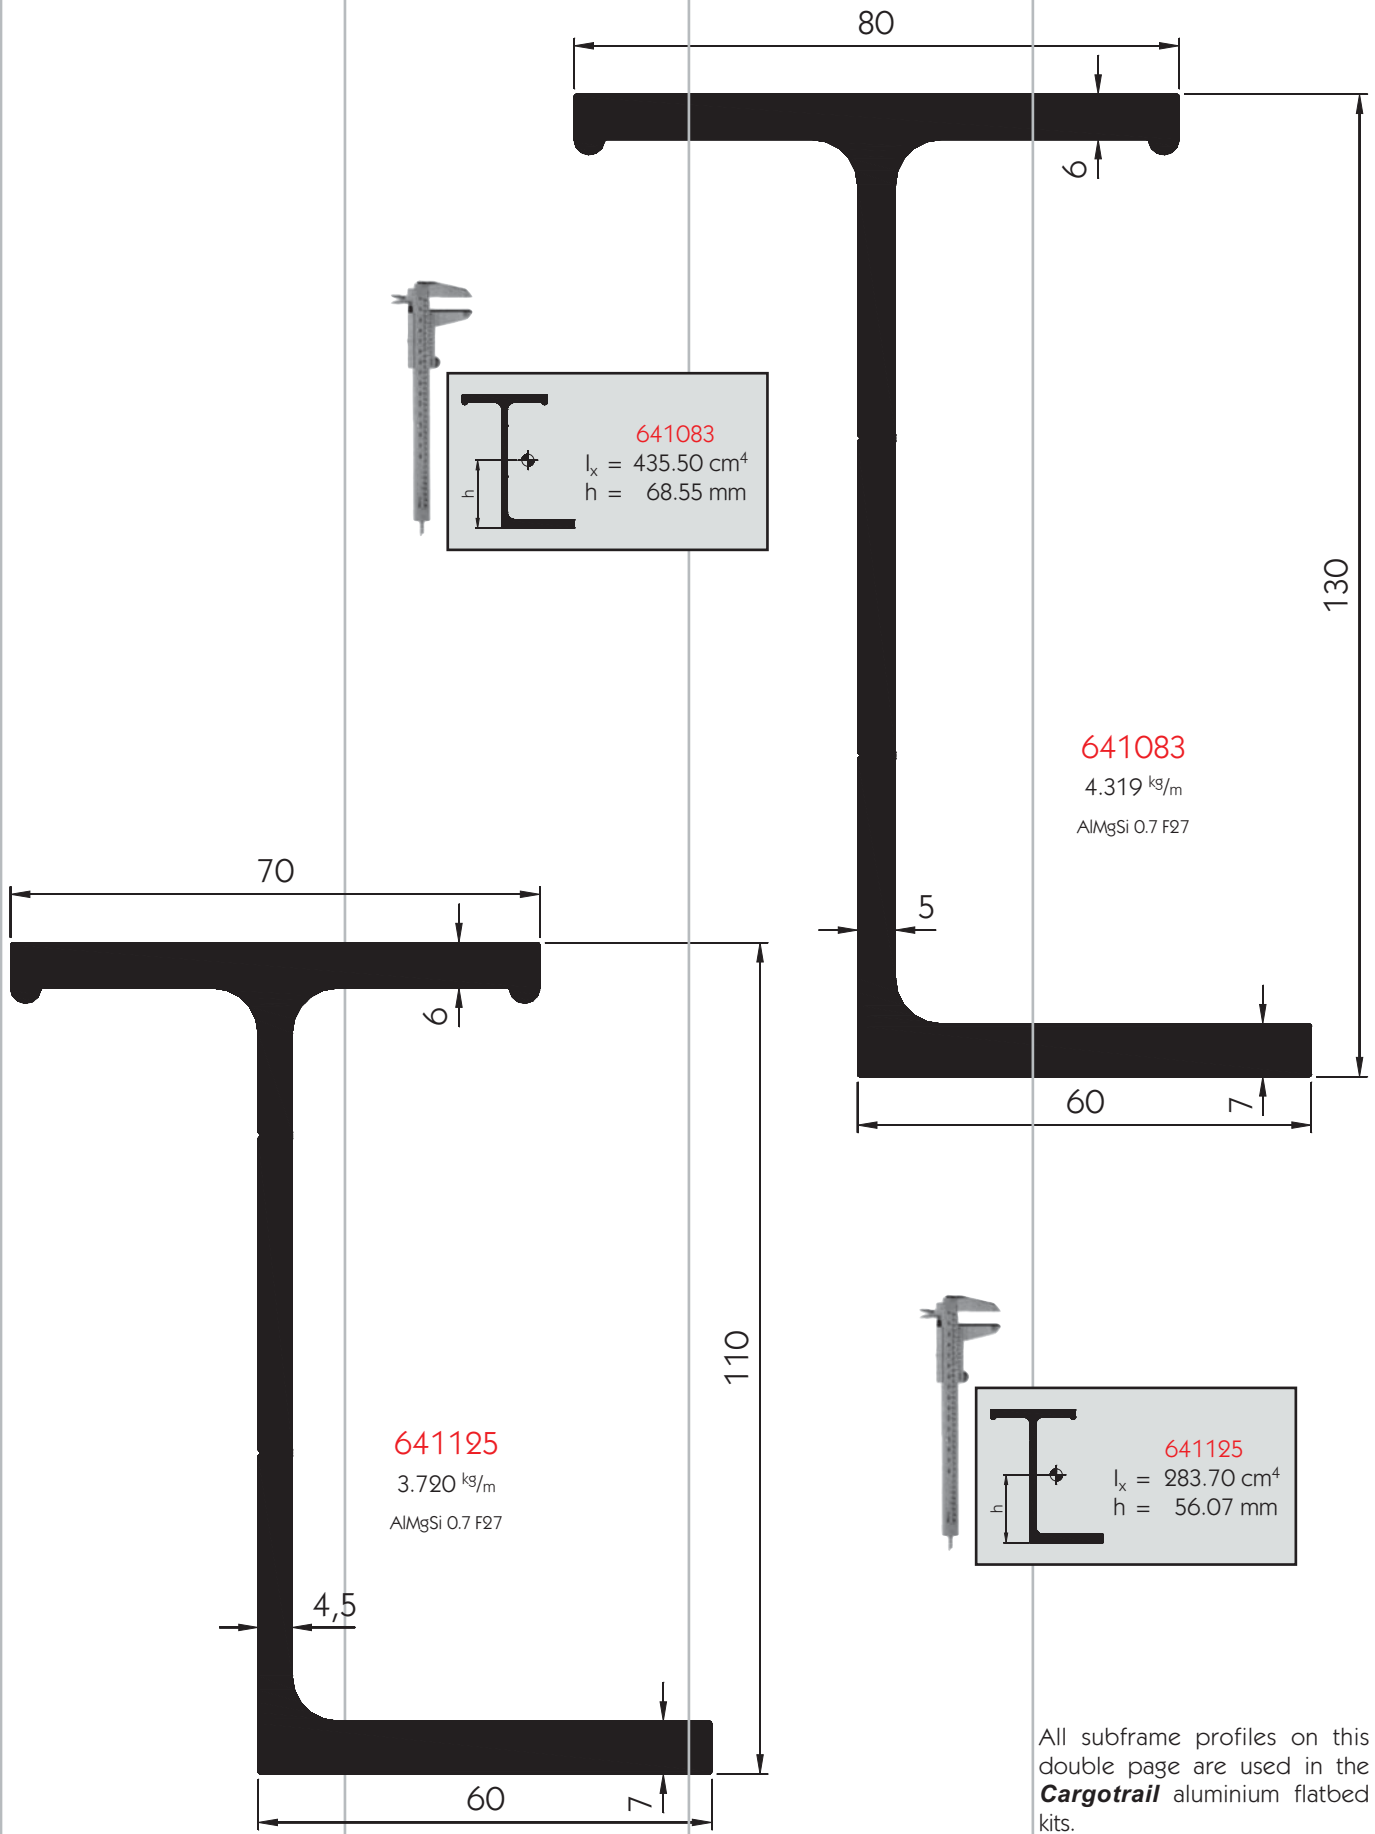 80
6
130
641083
Ix = 435.50 cm⁴
h = 68.55 mm
h
641083
4.319 kg/m
AlMgSi 0.7 F27
5
60
7
70
6
110
641125
3.720 kg/m
AlMgSi 0.7 F27
4,5
60
7
641125
Ix = 283.70 cm⁴
h = 56.07 mm
h
All subframe profiles on this
double page are used in the
Cargotrail aluminium flatbed
kits.